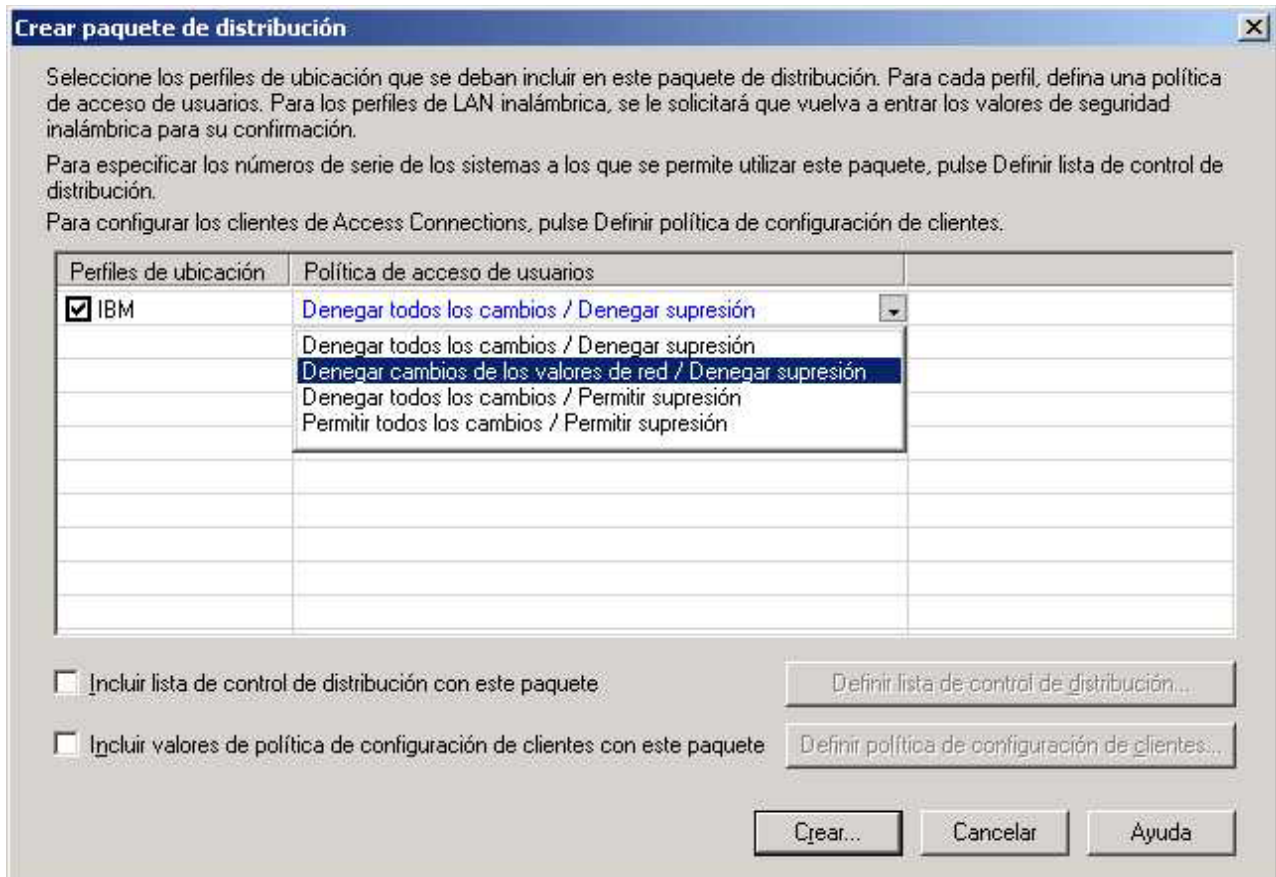 Crear paquete de distribución
Seleccione los perfiles de ubicación que se deban incluir en este paquete de distribución. Para cada perfil, defina una política
de acceso de usuarios. Para los perfiles de LAN inalámbrica, se le solicitará que vuelva a entrar los valores de seguridad
inalámbrica para su confirmación.
Para especificar los números de serie de los sistemas a los que se permite utilizar este paquete, pulse Definir lista de control de
distribución.
Para configurar los clientes de Access Connections, pulse Definir política de configuración de clientes.
Perfiles de ubicación Política de acceso de usuarios
IBM Denegar todos los cambios / Denegar supresión
Denegar todos los cambios / Denegar supresión
Denegar cambios de los valores de red / Denegar supresión
Denegar todos los cambios / Permitir supresión
Permitir todos los cambios / Permitir supresión
Incluir lista de control de distribución con este paquete Definir lista de control de distribución...
Incluir valores de política de configuración de clientes con este paquete Definir política de configuración de clientes...
Crear... Cancelar Ayuda